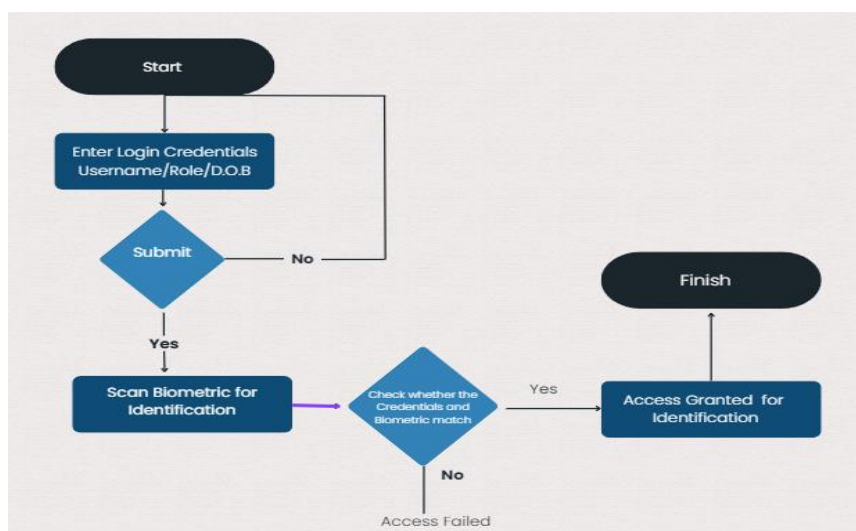 Start
Enter Login Credentials
Username/Role/D.O.B
Submit
No
Yes
Scan Biometric for
Identification
Check whether the
Credentials and
Biometric match
Yes
No
Access Failed
Access Granted for
Identification
Finish